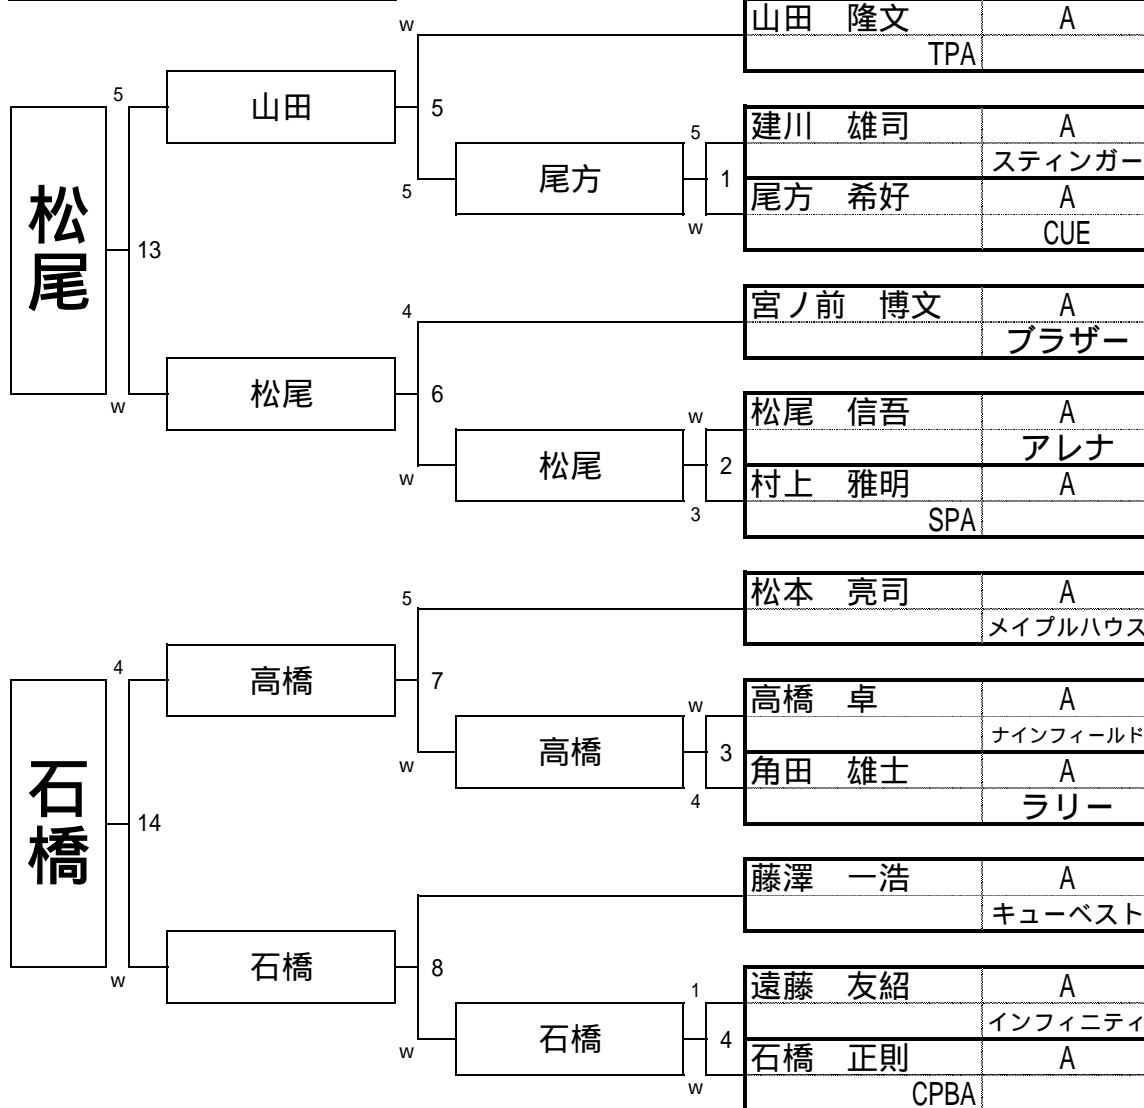 w
山田　隆文 A
TPA
5
山田
5
建川　雄司 A
5
スティンガー
尾方
1
5
尾方　希好 A
w
CUE
松尾
13
4
宮ノ前　博文 A
ブラザー
松尾
6
w
w
松尾　信吾 A
アレナ
松尾
2
w
村上　雅明 A
3
SPA
5
松本　亮司 A
メイプルハウス
4
高橋
7
w
高橋　卓 A
ナインフィールド
高橋
3
w
角田　雄士 A
4
ラリー
石橋
14
藤澤　一浩 A
キューベスト
石橋
8
w
1
遠藤　友紹 A
インフィニティ
石橋
4
w
石橋　正則 A
w
CPBA